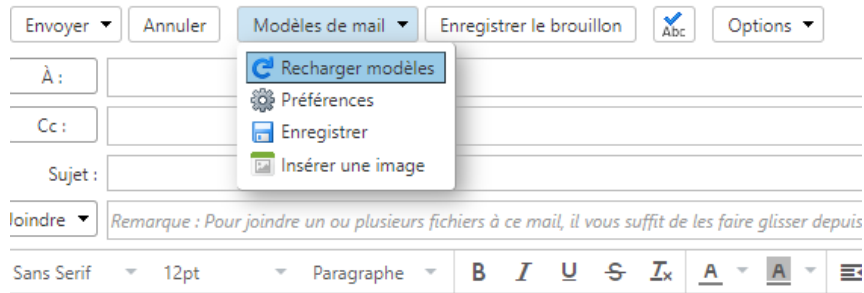 Envoyer Annuler Modèles de mail Enregistrer le brouillon Abc Options
À :
Recharger modèles
Préférences
Cc :
Enregistrer
Insérer une image
Sujet :
Joindre Remarque : Pour joindre un ou plusieurs fichiers à ce mail, il vous suffit de les faire glisser depuis
Sans Serif 12pt Paragraphe B I U S Tx A A